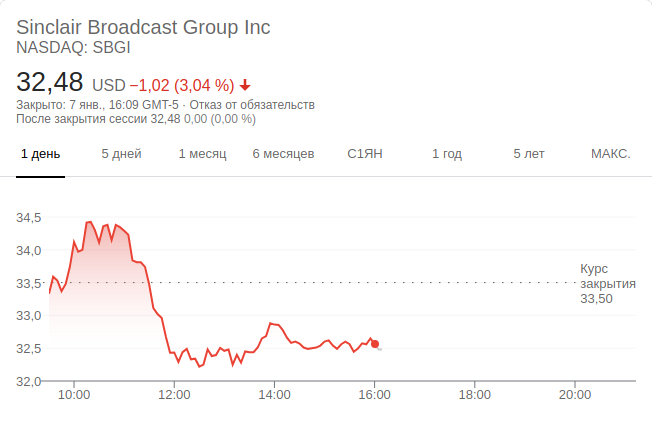 Sinclair Broadcast Group Inc
NASDAQ: SBGI
32,48 USD −1,02 (3,04 %)
Закрыто: 7 янв., 16:09 GMT-5 · Отказ от обязательств
После закрытия сессии 32,48 0,00 (0,00 %)
1 день 5 дней 1 месяц 6 месяцев С1ЯН 1 год 5 лет МАКС.
34,5
34,0
Курс
33,5 закрытия
33.50
33,0
32,5
32,0
10:00 12:00 14:00 16:00 18:00 20:00